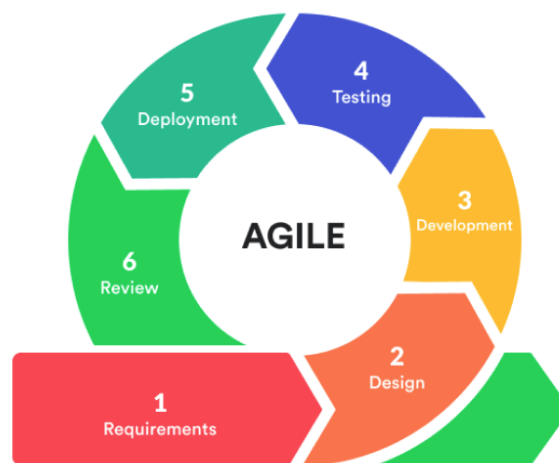 AGILE
1
Requirements
2
Design
3
Development
4
Testing
5
Deployment
6
Review